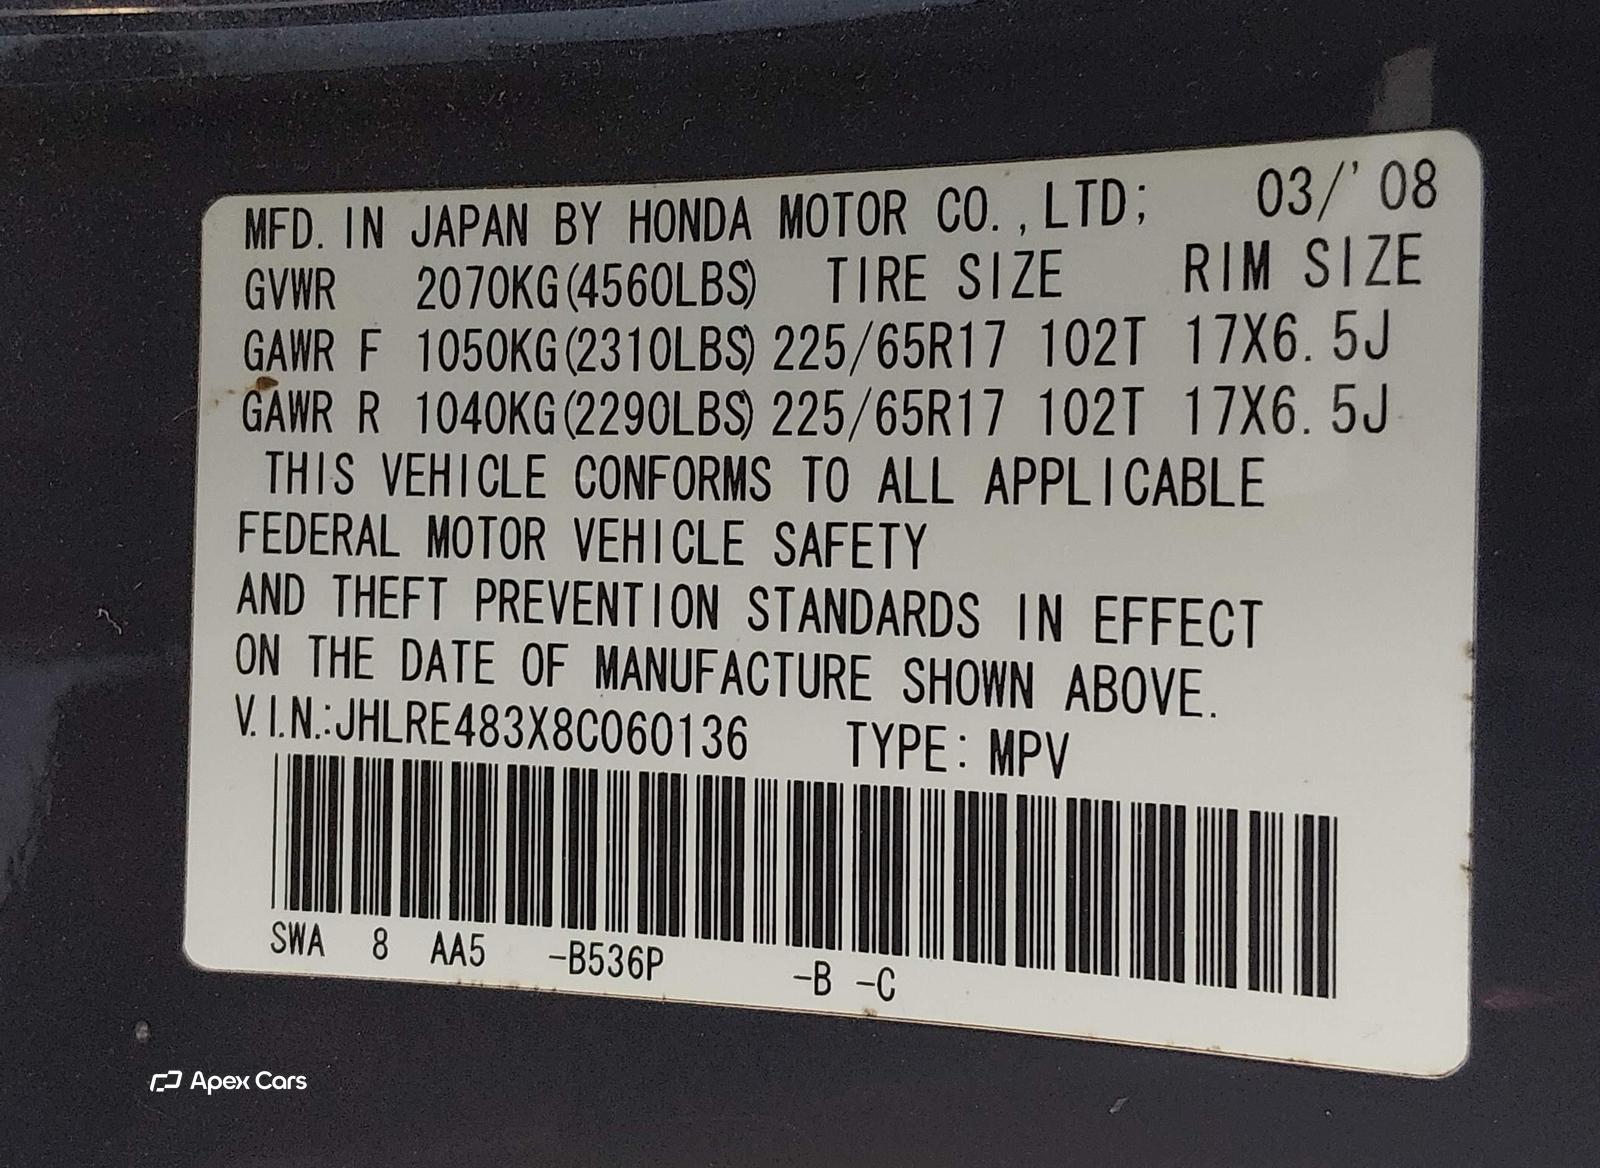 MFD. IN JAPAN BY HONDA MOTOR CO.,LTD; 03/'08
GVWR 2070KG(4560LBS) TIRE SIZE RIM SIZE
GAWR F 1050KG(2310LBS) 225/65R17 102T 17X6.5J
GAWR R 1040KG(2290LBS) 225/65R17 102T 17X6.5J
THIS VEHICLE CONFORMS TO ALL APPLICABLE
FEDERAL MOTOR VEHICLE SAFETY
AND THEFT PREVENTION STANDARDS IN EFFECT
ON THE DATE OF MANUFACTURE SHOWN ABOVE.
V.I.N.:JHLRE483X8C060136 TYPE: MPV
SWA 8 AA5 -B536P -B -C
Apex Cars